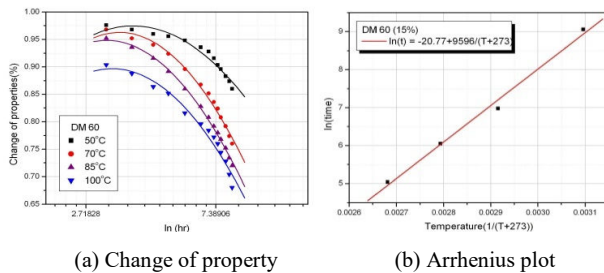 1.00
0.95
0.90
0.85
0.80
0.75
0.70
0.65
Change of properties(%)
DM 60
50°C
70°C
85°C
100°C
2.71828
7.38906
ln (hr)
(a) Change of property
DM 60 (15%)
ln(t) = -20.77+9596/(T+273)
9
8
7
6
5
ln(time)
0.0026
0.0027
0.0028
0.0029
0.0030
0.0031
Temperature(1/(T+273))
(b) Arrhenius plot